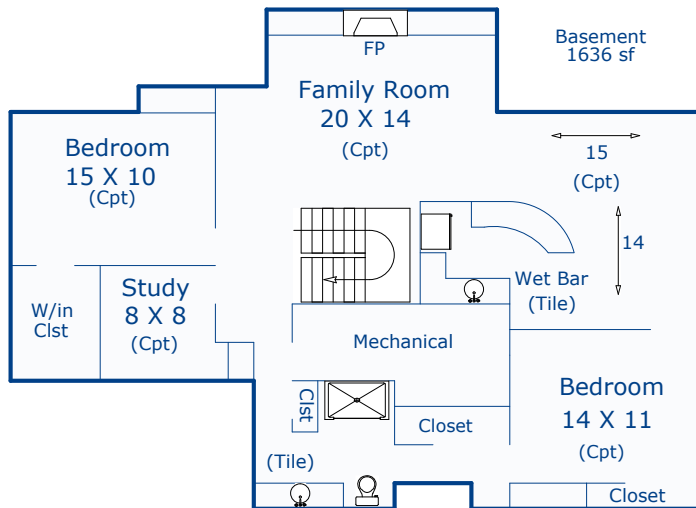 Basement
1636 sf
FP
Family Room
20 X 14
(Cpt)
Bedroom
15 X 10
(Cpt)
15
(Cpt)
14
Wet Bar
(Tile)
W/in
Clst
Study
8 X 8
(Cpt)
Mechanical
Clst
Closet
Bedroom
14 X 11
(Cpt)
(Tile)
Closet